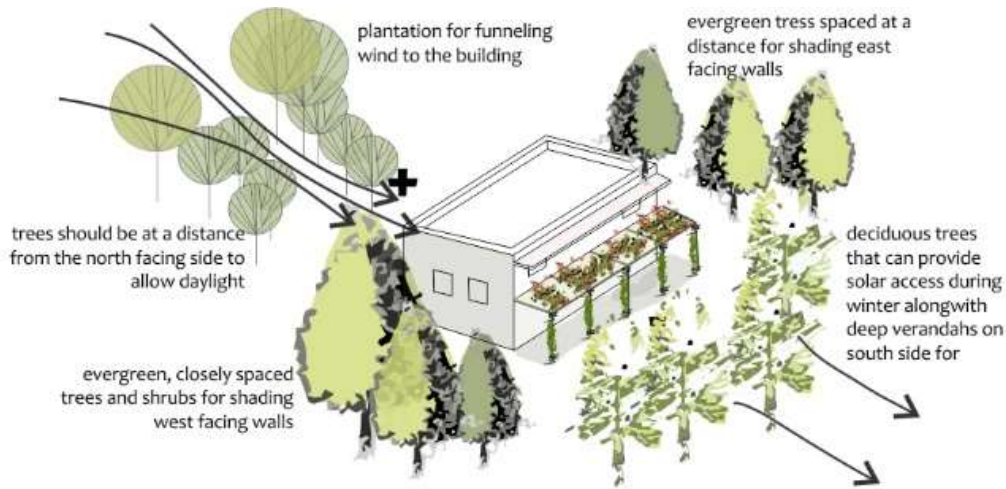 plantation for funneling
wind to the building
evergreen tress spaced at a
distance for shading east
facing walls
trees should be at a distance
from the north facing side to
allow daylight
deciduous trees
that can provide
solar access during
winter alongwith
deep verandahs on
south side for
evergreen, closely spaced
trees and shrubs for shading
west facing walls